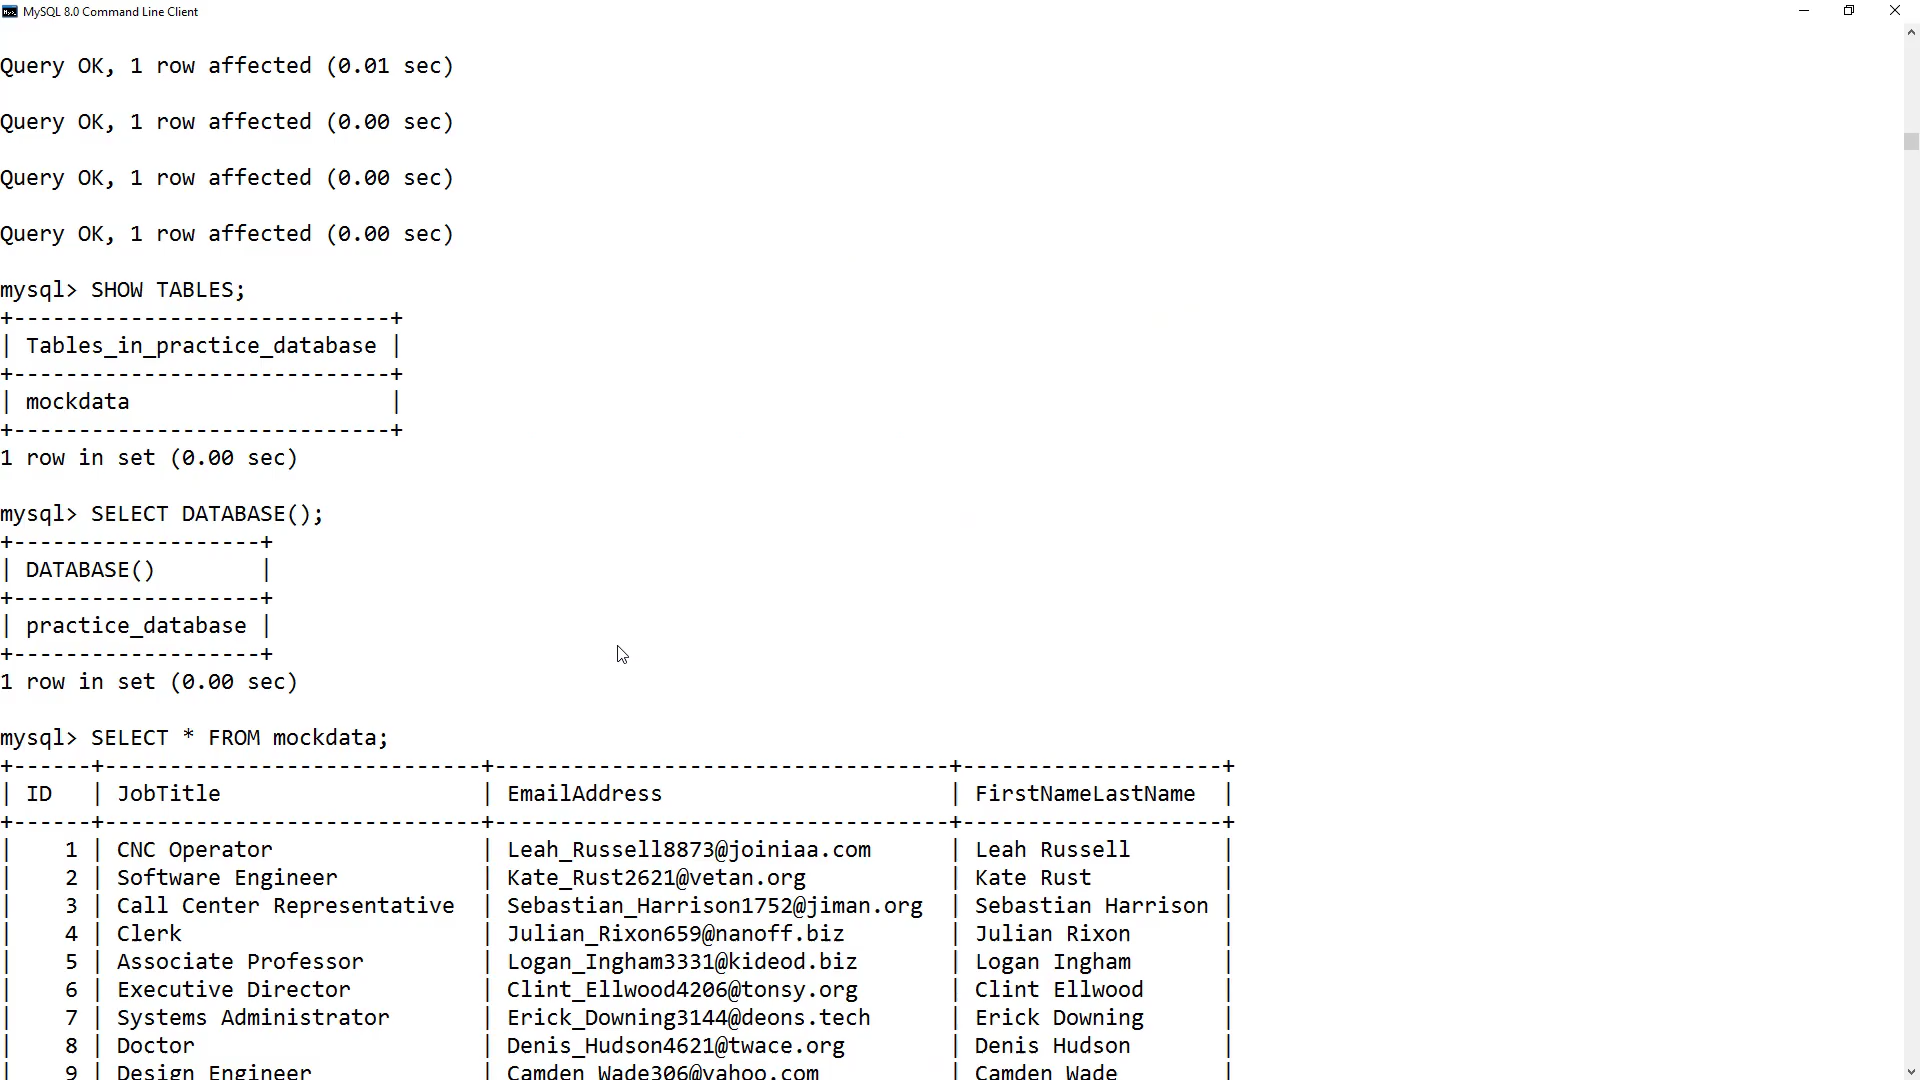 MySQL 8.0 Command Line Client
Query OK, 1 row affected (0.01 sec)
Query OK, 1 row affected (0.00 sec)
Query OK, 1 row affected (0.00 sec)
Query OK, 1 row affected (0.00 sec)
mysql> SHOW TABLES;
+-----------------------------+
| Tables_in_practice_database |
+-----------------------------+
| mockdata                    |
+-----------------------------+
1 row in set (0.00 sec)
mysql> SELECT DATABASE();
+-------------------+
| DATABASE()        |
+-------------------+
| practice_database |
+-------------------+
1 row in set (0.00 sec)
mysql> SELECT * FROM mockdata;
+------+-----------------------------+-----------------------------------+--------------------+
| ID   | JobTitle                    | EmailAddress                      | FirstNameLastName  |
+------+-----------------------------+-----------------------------------+--------------------+
|    1 | CNC Operator                | Leah_Russell8873@joiniaa.com      | Leah Russell       |
|    2 | Software Engineer           | Kate_Rust2621@vetan.org           | Kate Rust          |
|    3 | Call Center Representative  | Sebastian_Harrison1752@jiman.org  | Sebastian Harrison |
|    4 | Clerk                       | Julian_Rixon659@nanoff.biz        | Julian Rixon       |
|    5 | Associate Professor         | Logan_Ingham3331@kideod.biz       | Logan Ingham       |
|    6 | Executive Director          | Clint_Ellwood4206@tonsy.org       | Clint Ellwood      |
|    7 | Systems Administrator       | Erick_Downing3144@deons.tech      | Erick Downing      |
|    8 | Doctor                      | Denis_Hudson4621@twace.org        | Denis Hudson       |
|    9 | Design Engineer             | Camden_Wade306@yahoo.com          | Camden Wade        |